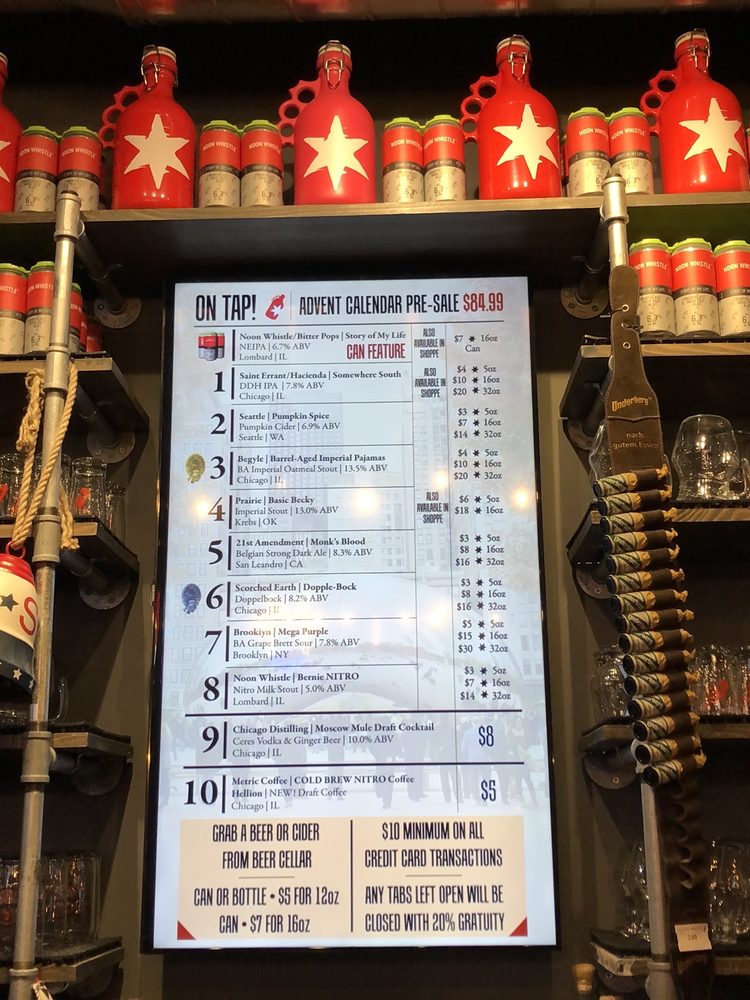 MOON WHISTLE
MOON WHISTLE
MOON WHISTLE
6.7
6.7
ON TAP! ADVENT CALENDAR PRE-SALE $84.99
Noon Whistle/Bitter Pops | Story of My Life
NEIPA | 6.7% ABV CAN FEATURE
Lombard | IL
ALSO AVAILABLE IN SHOPPE
$7 ★ 16oz
Can
1 Saint Errant/Hacienda | Somewhere South
DDH IPA | 7.8% ABV
Chicago | IL
ALSO AVAILABLE IN SHOPPE
$4 ★ 5oz
$10 ★ 16oz
$20 ★ 32oz
2 Seattle | Pumpkin Spice
Pumpkin Cider | 6.9% ABV
Seattle | WA
$3 ★ 5oz
$7 ★ 16oz
$14 ★ 32oz
3 Begyle | Barrel-Aged Imperial Pajamas
BA Imperial Oatmeal Stout | 13.5% ABV
Chicago | IL
$4 ★ 5oz
$10 ★ 16oz
$20 ★ 32oz
4 Prairie | Basic Becky
Imperial Stout | 13.0% ABV
Krebs | OK
ALSO AVAILABLE IN SHOPPE
$6 ★ 5oz
$18 ★ 16oz
5 21st Amendment | Monk's Blood
Belgian Strong Dark Ale | 8.3% ABV
San Leandro | CA
$3 ★ 5oz
$8 ★ 16oz
$16 ★ 32oz
6 Scorched Earth | Dopple-Bock
Doppelbock | 8.2% ABV
Chicago | IL
$3 ★ 5oz
$8 ★ 16oz
$16 ★ 32oz
7 Brooklyn | Mega Purple
BA Grape Brett Sour | 7.8% ABV
Brooklyn | NY
$5 ★ 5oz
$15 ★ 16oz
$30 ★ 32oz
8 Noon Whistle | Bernie NITRO
Nitro Milk Stout | 5.0% ABV
Lombard | IL
$3 ★ 5oz
$7 ★ 16oz
$14 ★ 32oz
9 Chicago Distilling | Moscow Mule Draft Cocktail
Ceres Vodka & Ginger Beer | 10.0% ABV
Chicago | IL
$8
10 Metric Coffee | COLD BREW NITRO Coffee
Hellion | NEW! Draft Coffee
Chicago | IL
$5
GRAB A BEER OR CIDER
FROM BEER CELLAR
CAN OR BOTTLE • $5 FOR 12oz
CAN • $7 FOR 16oz
$10 MINIMUM ON ALL
CREDIT CARD TRANSACTIONS
ANY TABS LEFT OPEN WILL BE
CLOSED WITH 20% GRATUITY
Underberg
nach
gutem Essen
S